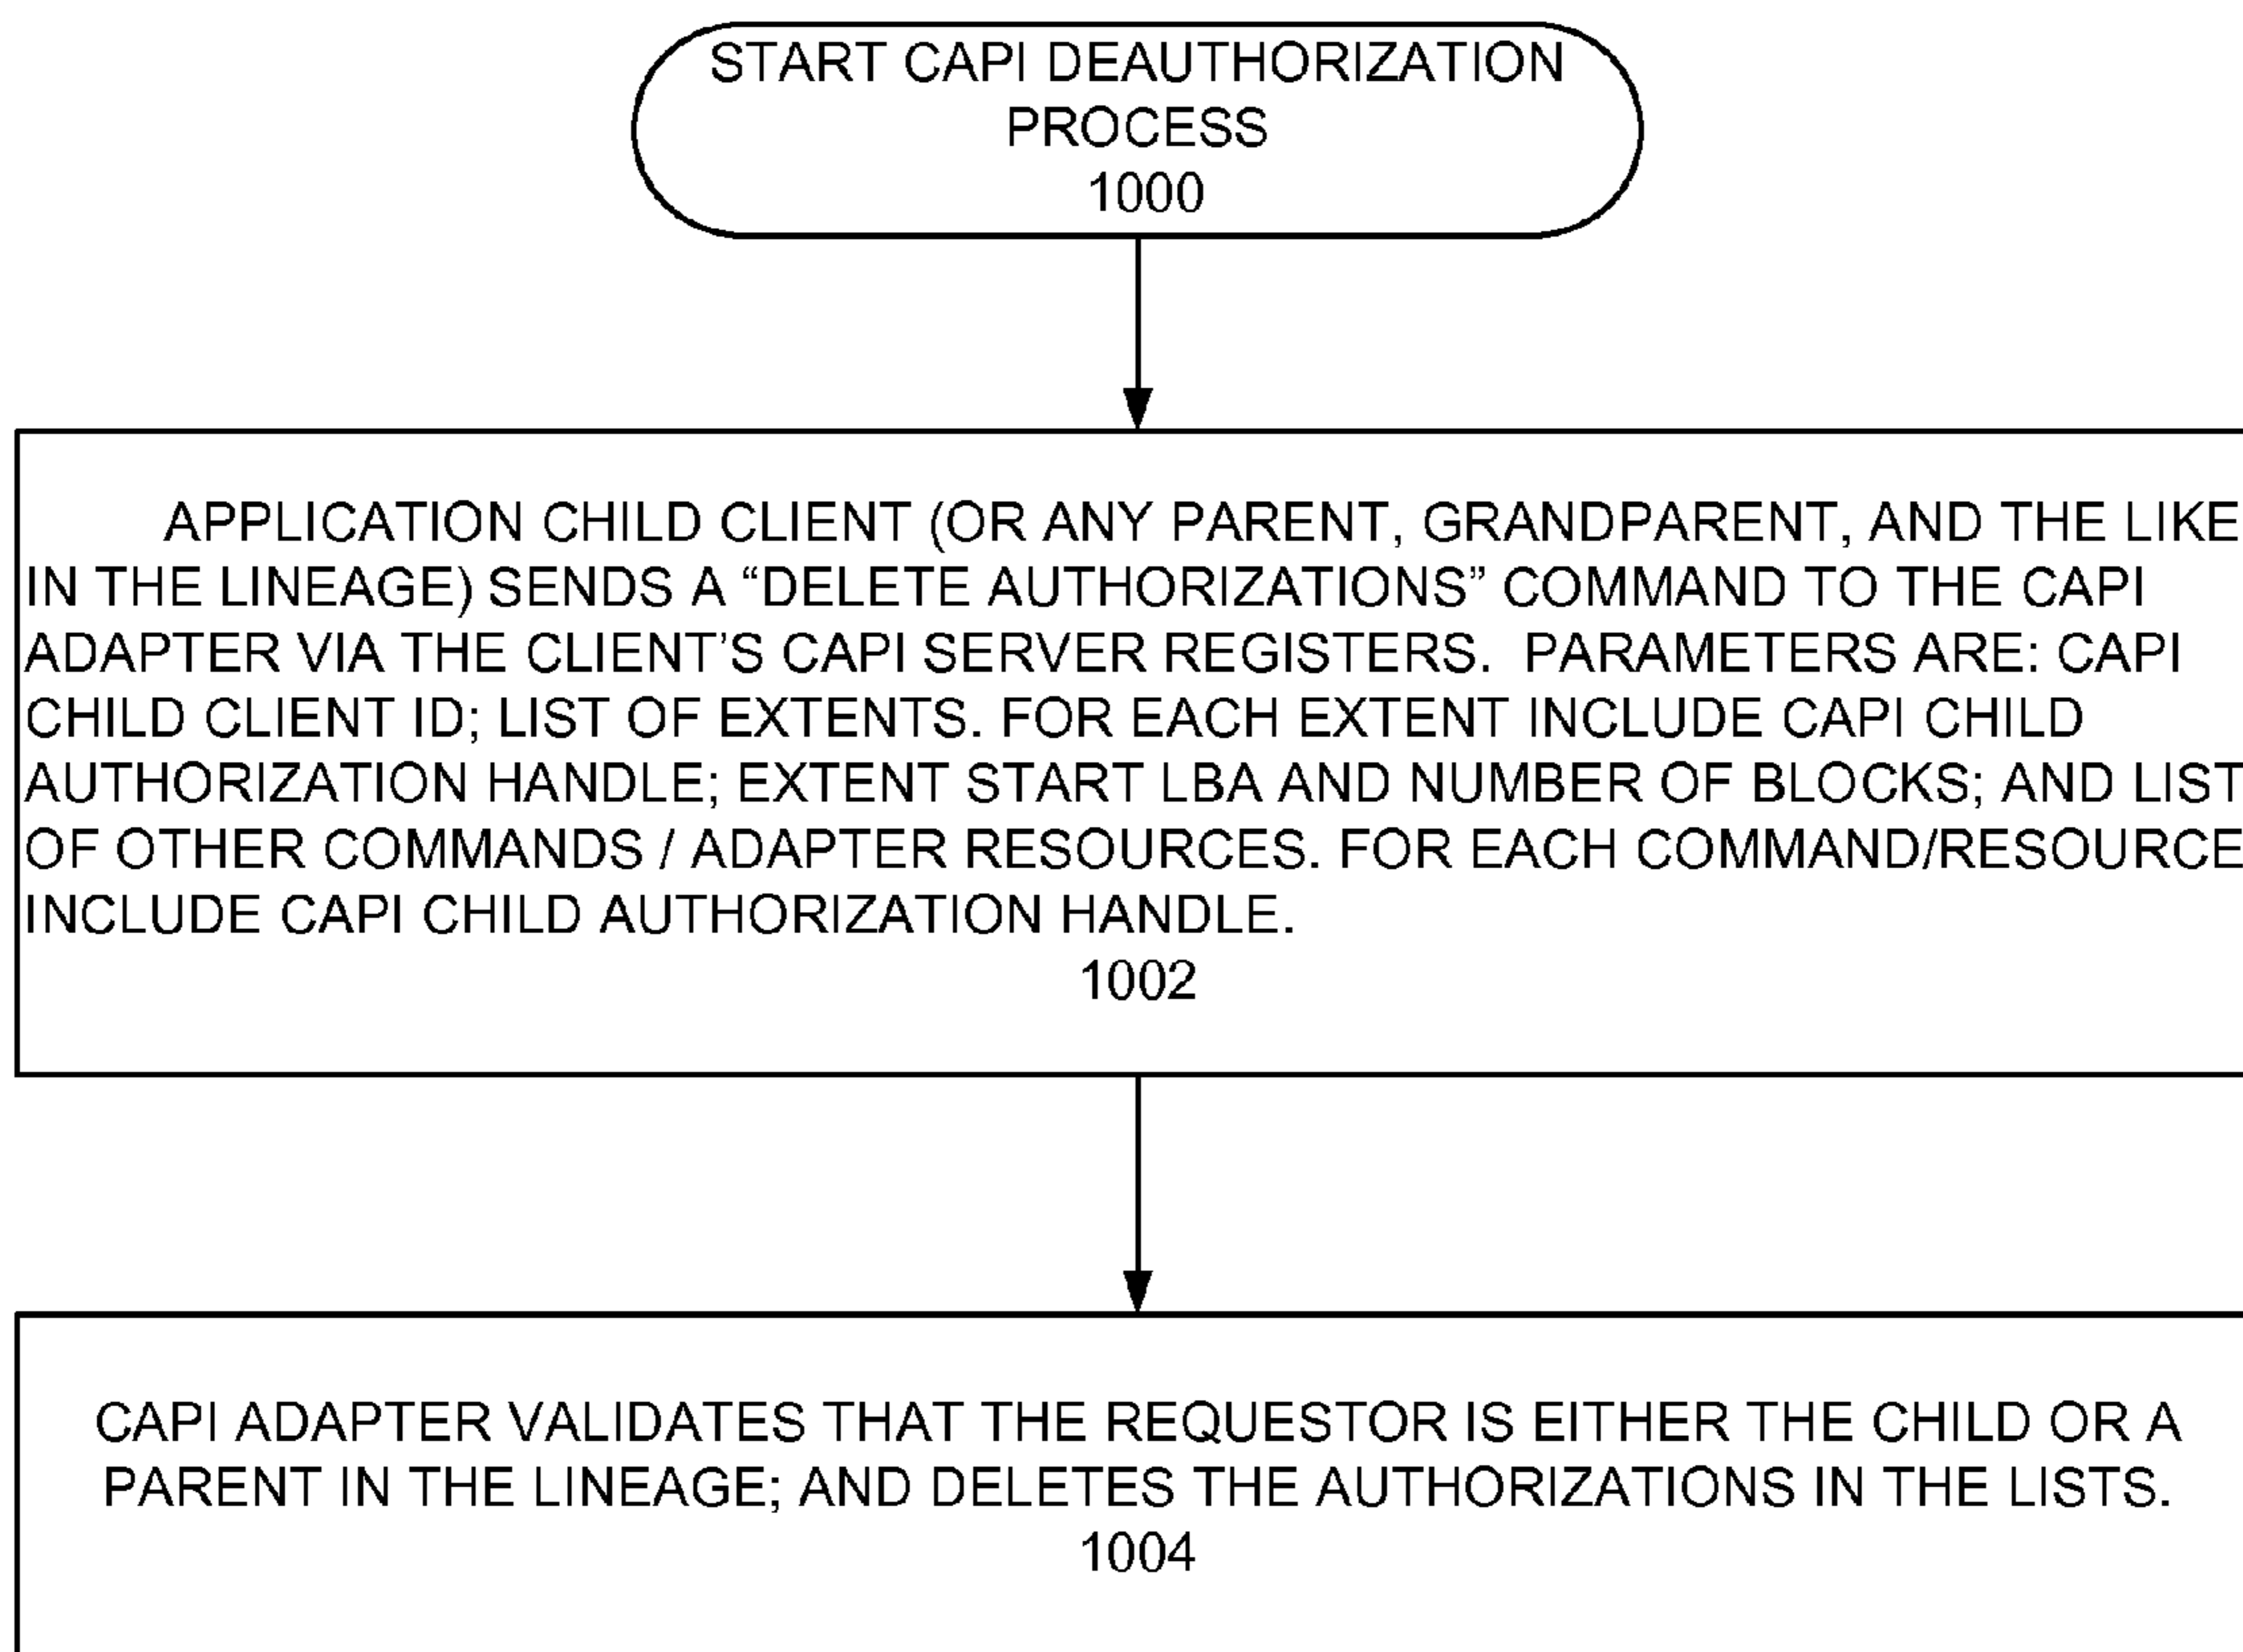 START CAPI DEAUTHORIZATION
PROCESS
1000
APPLICATION CHILD CLIENT (OR ANY PARENT, GRANDPARENT, AND THE LIKE
IN THE LINEAGE) SENDS A “DELETE AUTHORIZATIONS” COMMAND TO THE CAPI
ADAPTER VIA THE CLIENT’S CAPI SERVER REGISTERS. PARAMETERS ARE: CAPI
CHILD CLIENT ID; LIST OF EXTENTS. FOR EACH EXTENT INCLUDE CAPI CHILD
AUTHORIZATION HANDLE; EXTENT START LBA AND NUMBER OF BLOCKS; AND LIST
OF OTHER COMMANDS / ADAPTER RESOURCES. FOR EACH COMMAND/RESOURCE
INCLUDE CAPI CHILD AUTHORIZATION HANDLE.
1002
CAPI ADAPTER VALIDATES THAT THE REQUESTOR IS EITHER THE CHILD OR A
PARENT IN THE LINEAGE; AND DELETES THE AUTHORIZATIONS IN THE LISTS.
1004